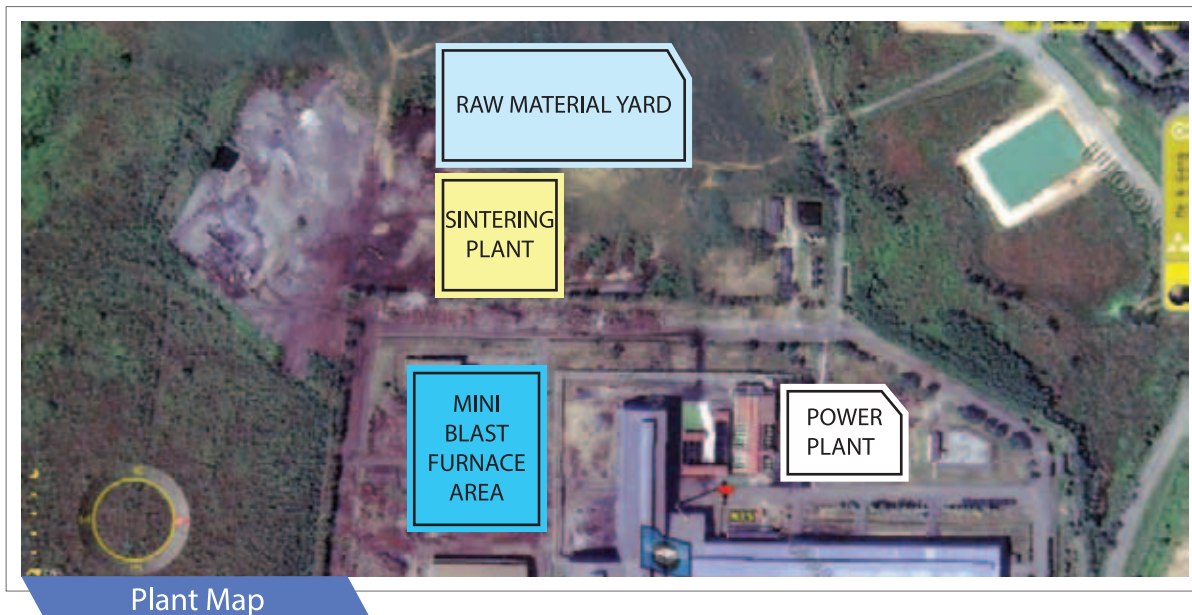 RAW MATERIAL YARD
SINTERING
PLANT
MINI
BLAST
FURNACE
AREA
POWER
PLANT
Plant Map